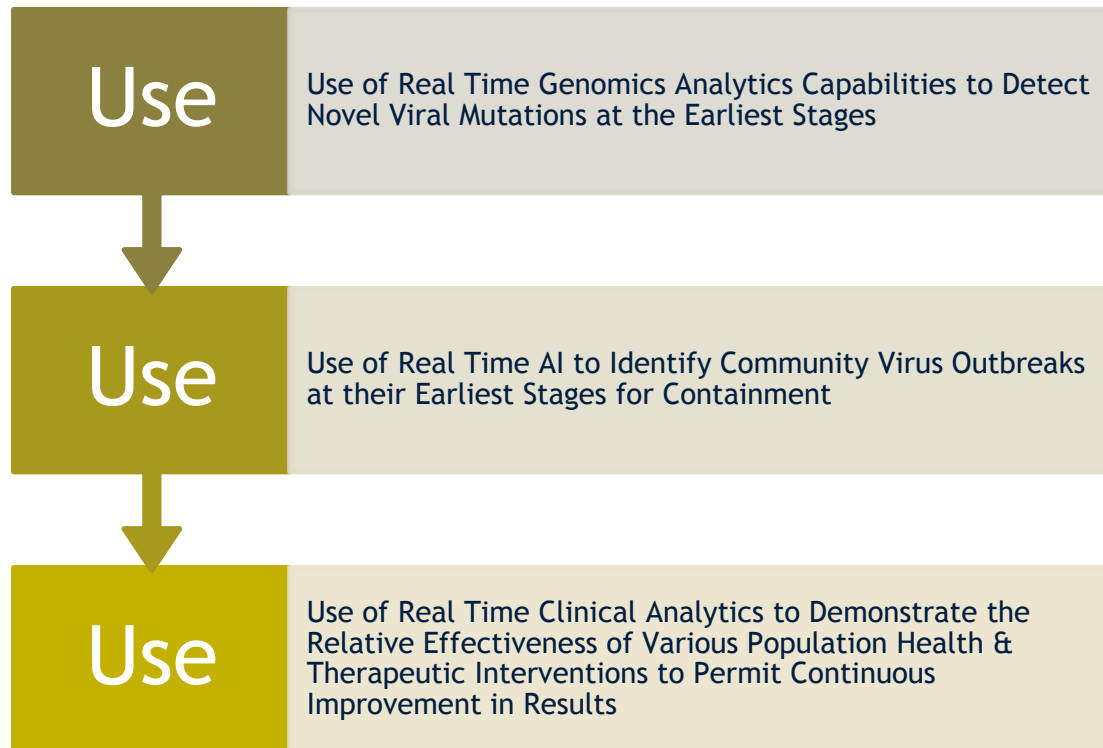 Use
Use of Real Time Genomics Analytics Capabilities to Detect
Novel Viral Mutations at the Earliest Stages
Use
Use of Real Time AI to Identify Community Virus Outbreaks
at their Earliest Stages for Containment
Use
Use of Real Time Clinical Analytics to Demonstrate the
Relative Effectiveness of Various Population Health &
Therapeutic Interventions to Permit Continuous
Improvement in Results